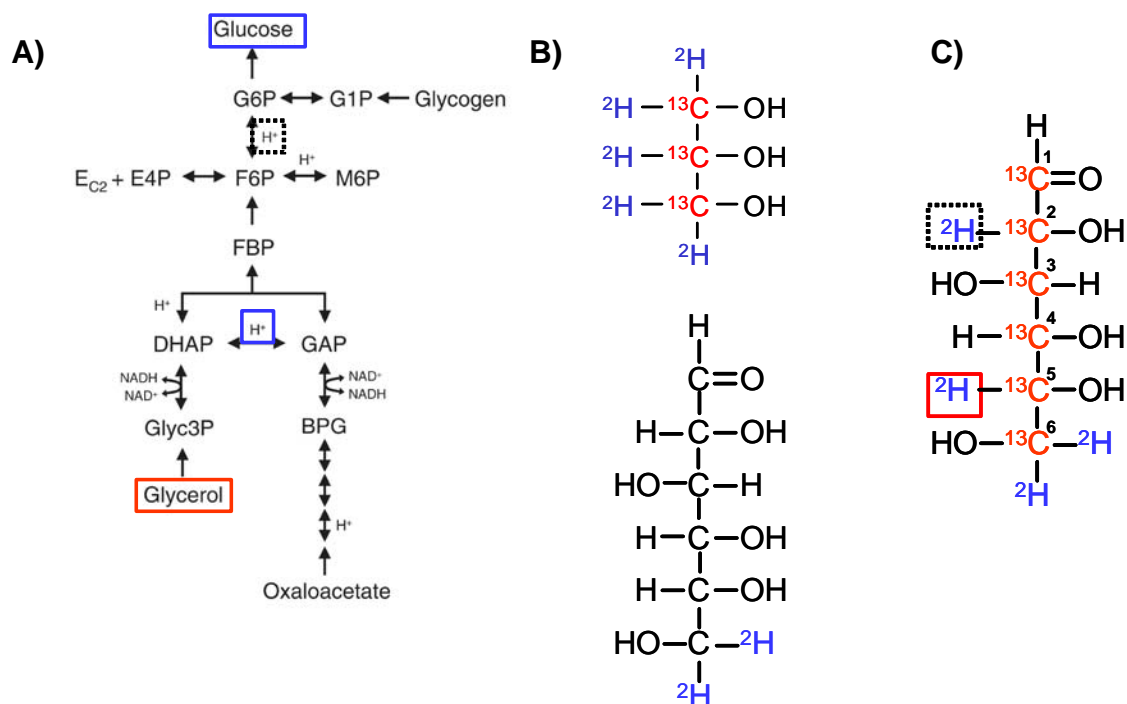 A)
Glucose
G6P G1P Glycogen
H⁺
E_C2 + E4P F6P H⁺ M6P
FBP
H⁺
DHAP H⁺ GAP
NADH
NAD⁺
NAD⁺
NADH
Glyc3P BPG
Glycerol
H⁺
Oxaloacetate
B)
²H
²H ¹³C OH
²H ¹³C OH
²H ¹³C OH
²H
H
C=O
H C OH
HO C H
H C OH
H C OH
HO C ²H
²H
C)
H
¹³C 1 =O
²H ¹³C 2 OH
HO ¹³C 3 H
H ¹³C 4 OH
²H ¹³C 5 OH
HO ¹³C 6 ²H
²H